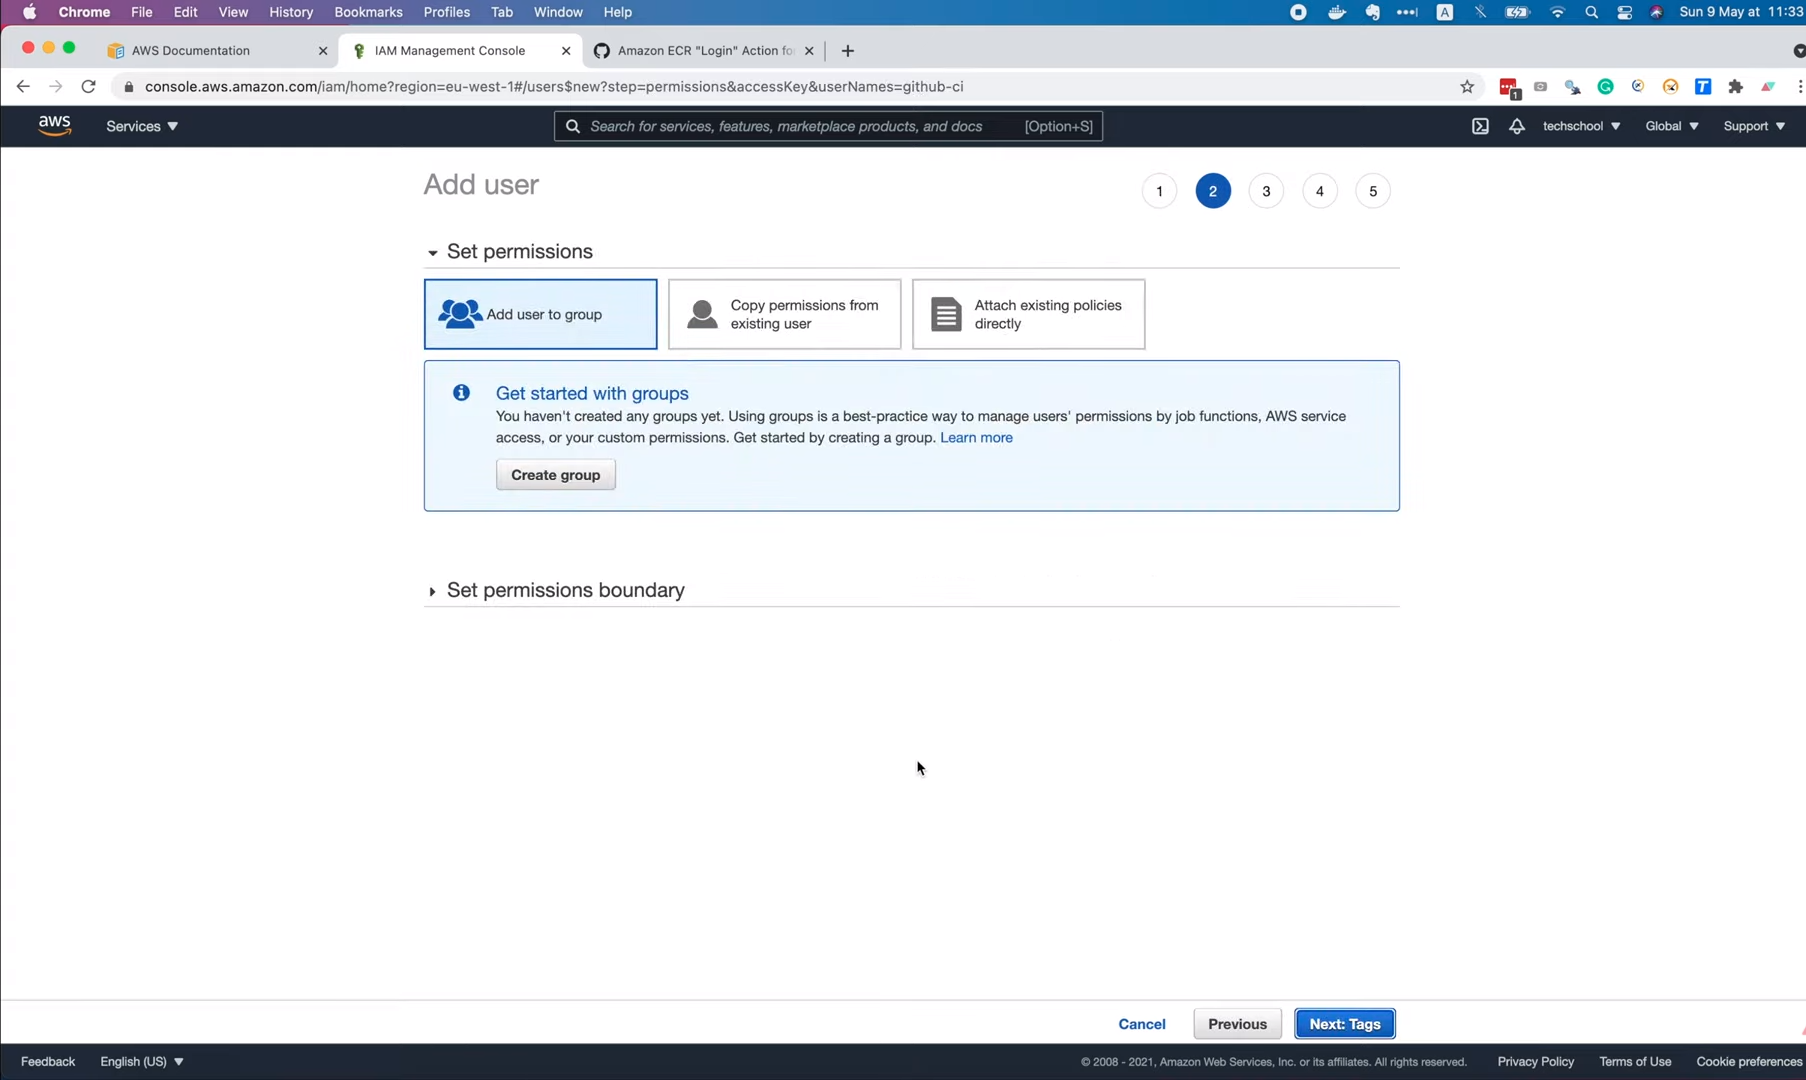 Chrome File Edit View History Bookmarks Profiles Tab Window Help A Sun 9 May at 11:33
AWS Documentation IAM Management Console Amazon ECR "Login" Action fo
console.aws.amazon.com/iam/home?region=eu-west-1#/users$new?step=permissions&accessKey&userNames=github-ci
1
T
aws Services Search for services, features, marketplace products, and docs [Option+S] techschool Global Support
Add user 1 2 3 4 5
Set permissions
Add user to group
Copy permissions from
existing user
Attach existing policies
directly
Get started with groups
You haven't created any groups yet. Using groups is a best-practice way to manage users' permissions by job functions, AWS service
access, or your custom permissions. Get started by creating a group. Learn more
Create group
Set permissions boundary
Cancel Previous Next: Tags
Feedback English (US) © 2008 - 2021, Amazon Web Services, Inc. or its affiliates. All rights reserved. Privacy Policy Terms of Use Cookie preferences